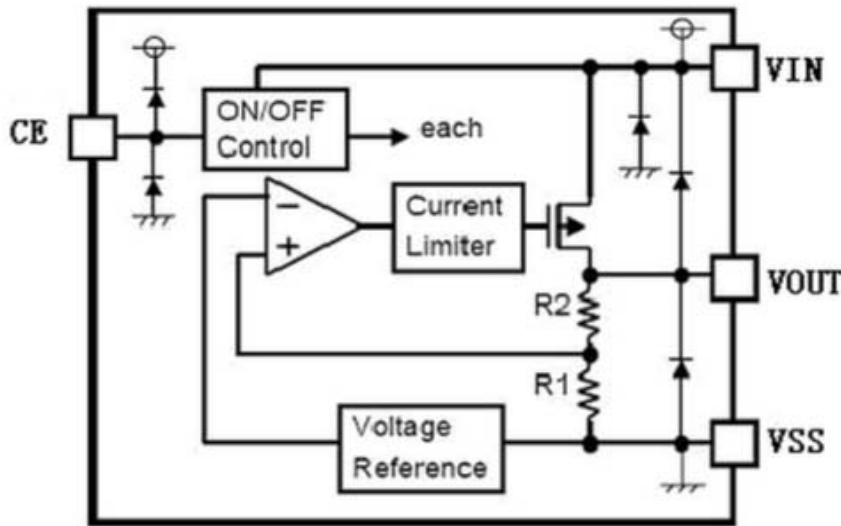 VIN
CE
ON/OFF
Control
each
−
+
Current
Limiter
VOUT
R2
R1
Voltage
Reference
VSS